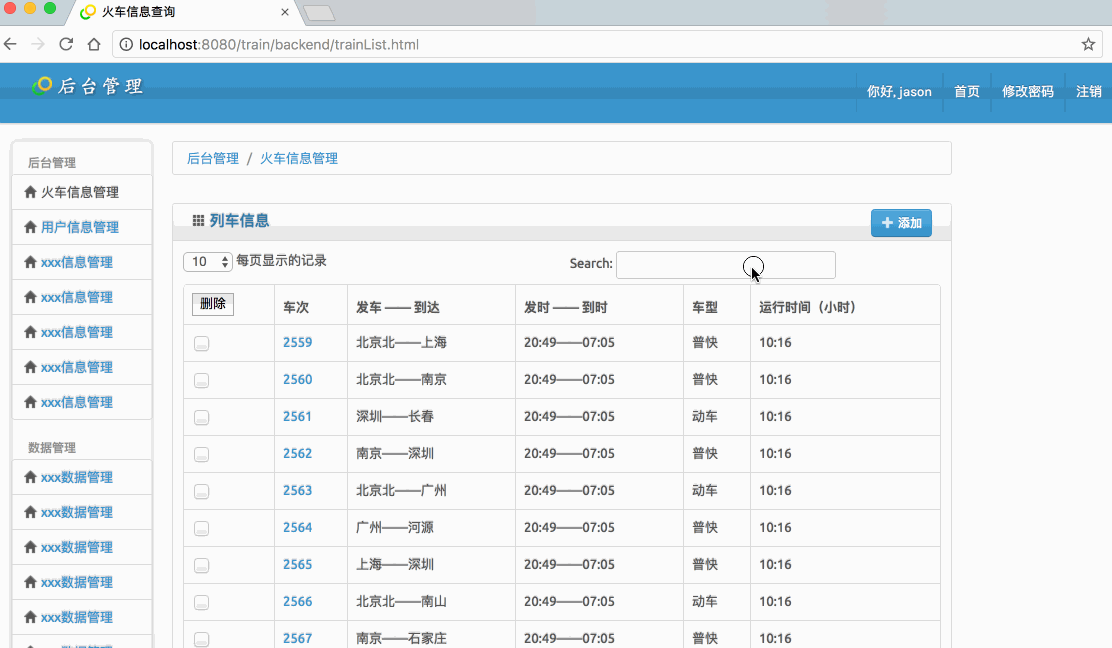 火车信息查询
localhost:8080/train/backend/trainList.html
后台管理
你好, jason 首页 修改密码 注销
后台管理
火车信息管理
用户信息管理
xxx信息管理
xxx信息管理
xxx信息管理
xxx信息管理
xxx信息管理
数据管理
xxx数据管理
xxx数据管理
xxx数据管理
xxx数据管理
xxx数据管理
后台管理 / 火车信息管理
列车信息
添加
10 每页显示的记录 Search:
删除 车次 发车 —— 到达 发时 —— 到时 车型 运行时间（小时）
2559 北京北——上海 20:49——07:05 普快 10:16
2560 北京北——南京 20:49——07:05 普快 10:16
2561 深圳——长春 20:49——07:05 动车 10:16
2562 南京——深圳 20:49——07:05 普快 10:16
2563 北京北——广州 20:49——07:05 动车 10:16
2564 广州——河源 20:49——07:05 普快 10:16
2565 上海——深圳 20:49——07:05 普快 10:16
2566 北京北——南山 20:49——07:05 动车 10:16
2567 南京——石家庄 20:49——07:05 普快 10:16